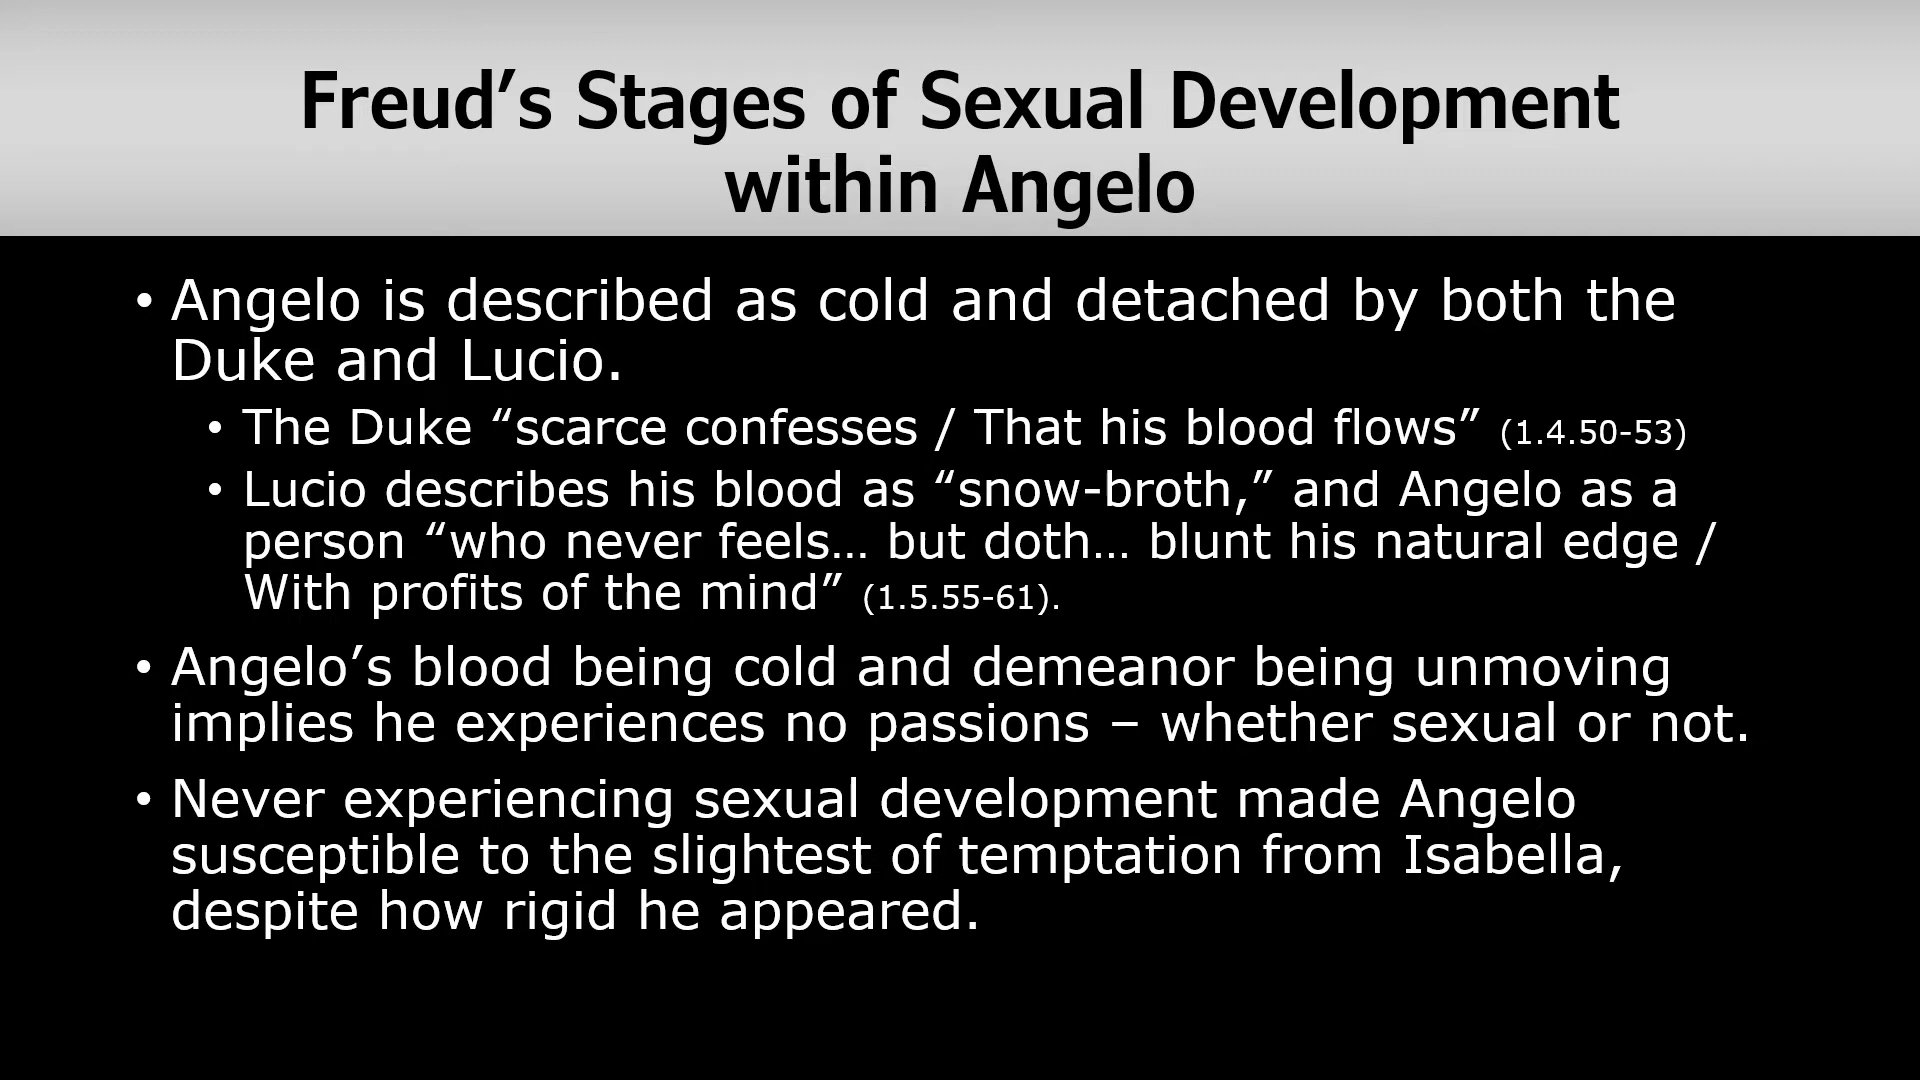 Freud’s Stages of Sexual Development
within Angelo
• Angelo is described as cold and detached by both the
Duke and Lucio.
• The Duke “scarce confesses / That his blood flows” (1.4.50-53)
• Lucio describes his blood as “snow-broth,” and Angelo as a
person “who never feels… but doth… blunt his natural edge /
With profits of the mind” (1.5.55-61).
• Angelo’s blood being cold and demeanor being unmoving
implies he experiences no passions – whether sexual or not.
• Never experiencing sexual development made Angelo
susceptible to the slightest of temptation from Isabella,
despite how rigid he appeared.